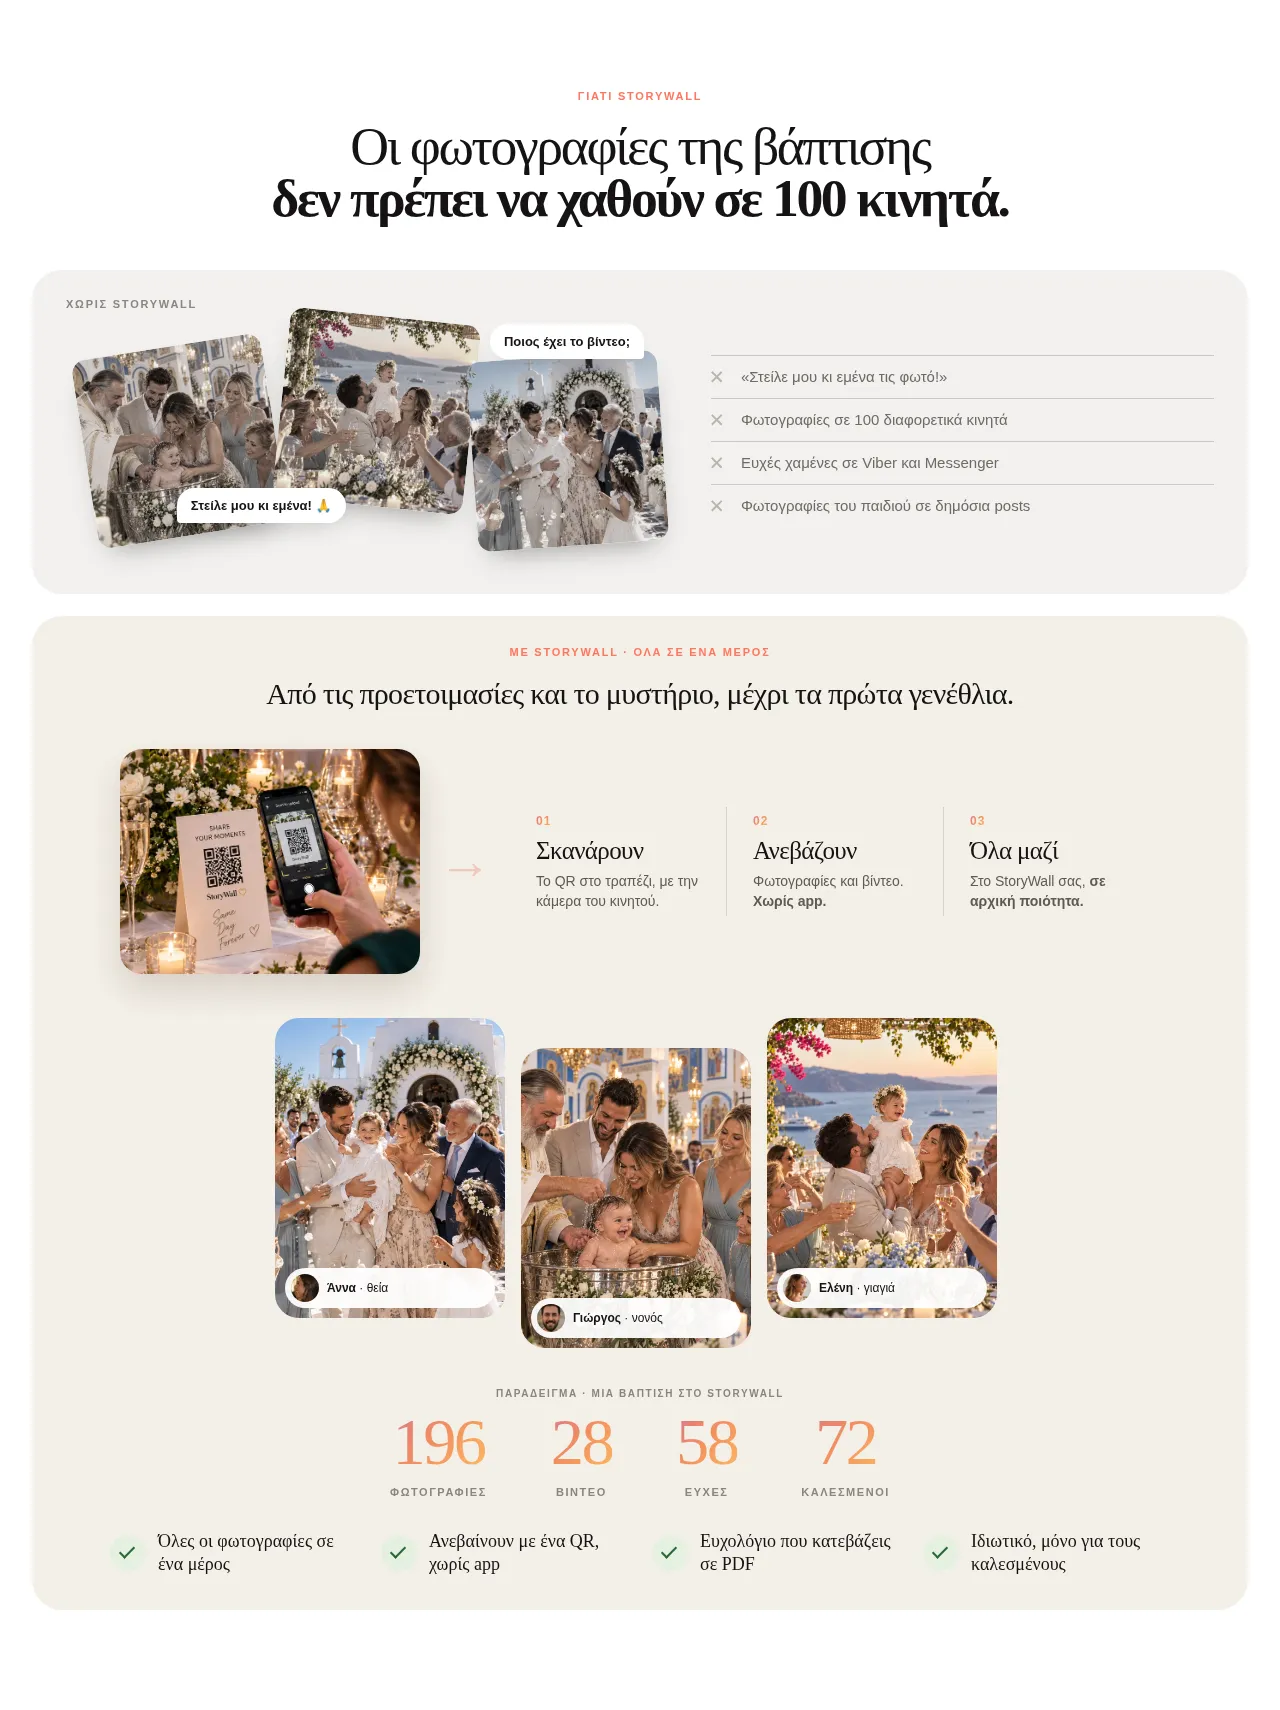 ΓΙΑΤΙ STORYWALL
Οι φωτογραφίες της βάπτισης
δεν πρέπει να χαθούν σε 100 κινητά.
ΧΩΡΙΣ STORYWALL
Ποιος έχει το βίντεο;
Στείλε μου κι εμένα! 🙏
«Στείλε μου κι εμένα τις φωτό!»
Φωτογραφίες σε 100 διαφορετικά κινητά
Ευχές χαμένες σε Viber και Messenger
Φωτογραφίες του παιδιού σε δημόσια posts
ΜΕ STORYWALL · ΟΛΑ ΣΕ ΕΝΑ ΜΕΡΟΣ
Από τις προετοιμασίες και το μυστήριο, μέχρι τα πρώτα γενέθλια.
SHARE
YOUR MOMENTS
StoryWall
Same
Day
Forever
01
Σκανάρουν
Το QR στο τραπέζι, με την
κάμερα του κινητού.
02
Ανεβάζουν
Φωτογραφίες και βίντεο.
Χωρίς app.
03
Όλα μαζί
Στο StoryWall σας, σε
αρχική ποιότητα.
Άννα · θεία
Γιώργος · νονός
Ελένη · γιαγιά
ΠΑΡΑΔΕΙΓΜΑ · ΜΙΑ ΒΑΠΤΙΣΗ ΣΤΟ STORYWALL
196
ΦΩΤΟΓΡΑΦΙΕΣ
28
ΒΙΝΤΕΟ
58
ΕΥΧΕΣ
72
ΚΑΛΕΣΜΕΝΟΙ
Όλες οι φωτογραφίες σε
ένα μέρος
Ανεβαίνουν με ένα QR,
χωρίς app
Ευχολόγιο που κατεβάζεις
σε PDF
Ιδιωτικό, μόνο για τους
καλεσμένους